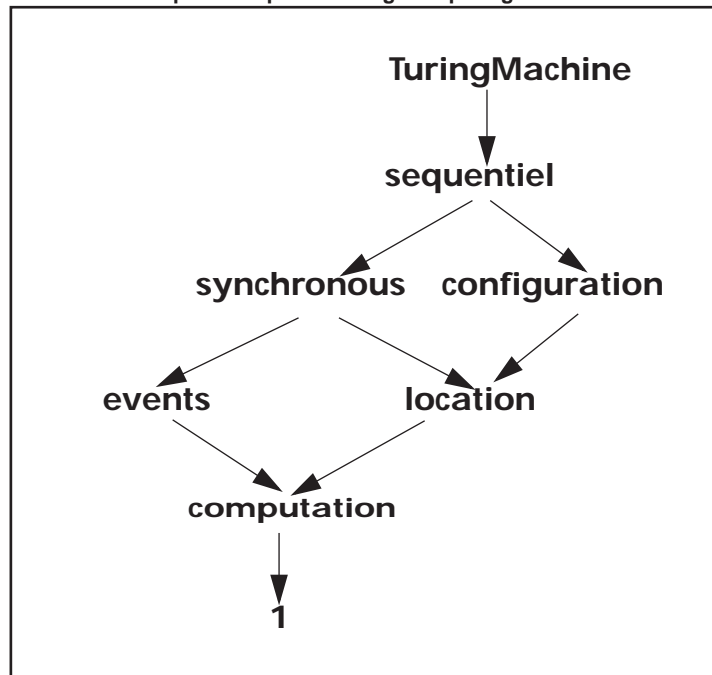 TuringMachine
sequentiel
synchronous configuration
events location
computation
1